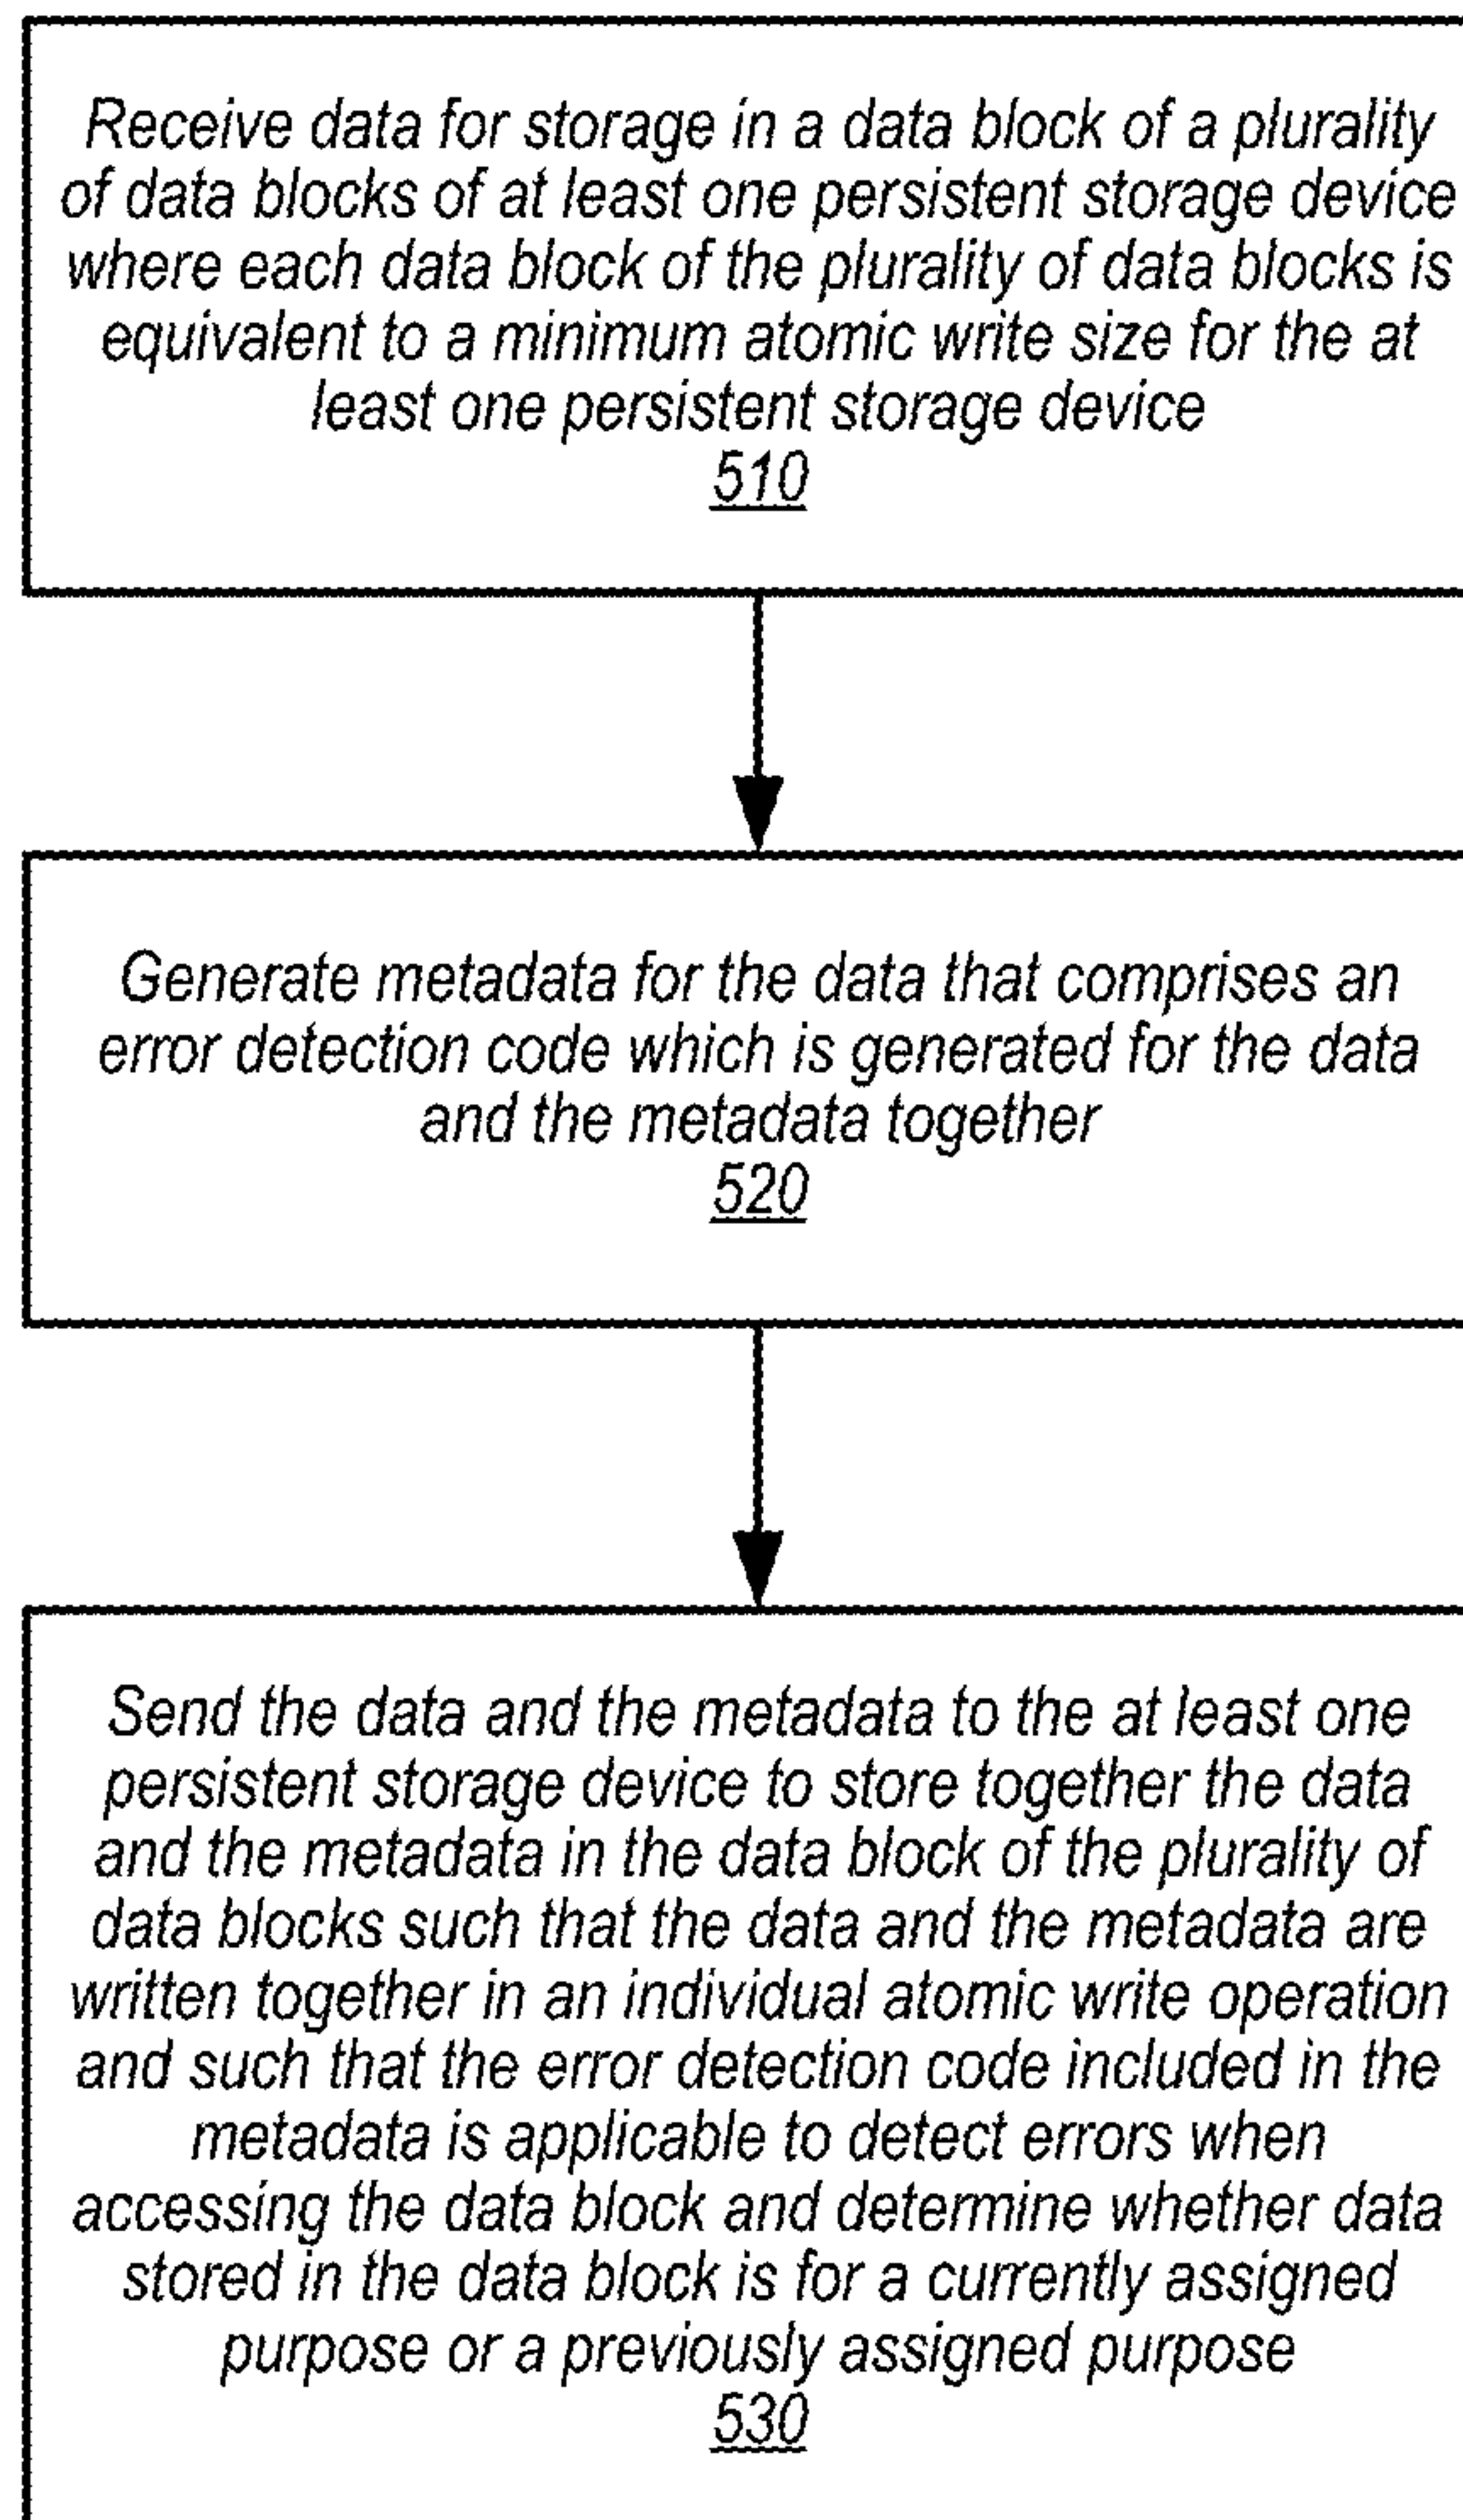 Receive data for storage in a data block of a plurality
of data blocks of at least one persistent storage device
where each data block of the plurality of data blocks is
equivalent to a minimum atomic write size for the at
least one persistent storage device
510
Generate metadata for the data that comprises an
error detection code which is generated for the data
and the metadata together
520
Send the data and the metadata to the at least one
persistent storage device to store together the data
and the metadata in the data block of the plurality of
data blocks such that the data and the metadata are
written together in an individual atomic write operation
and such that the error detection code included in the
metadata is applicable to detect errors when
accessing the data block and determine whether data
stored in the data block is for a currently assigned
purpose or a previously assigned purpose
530